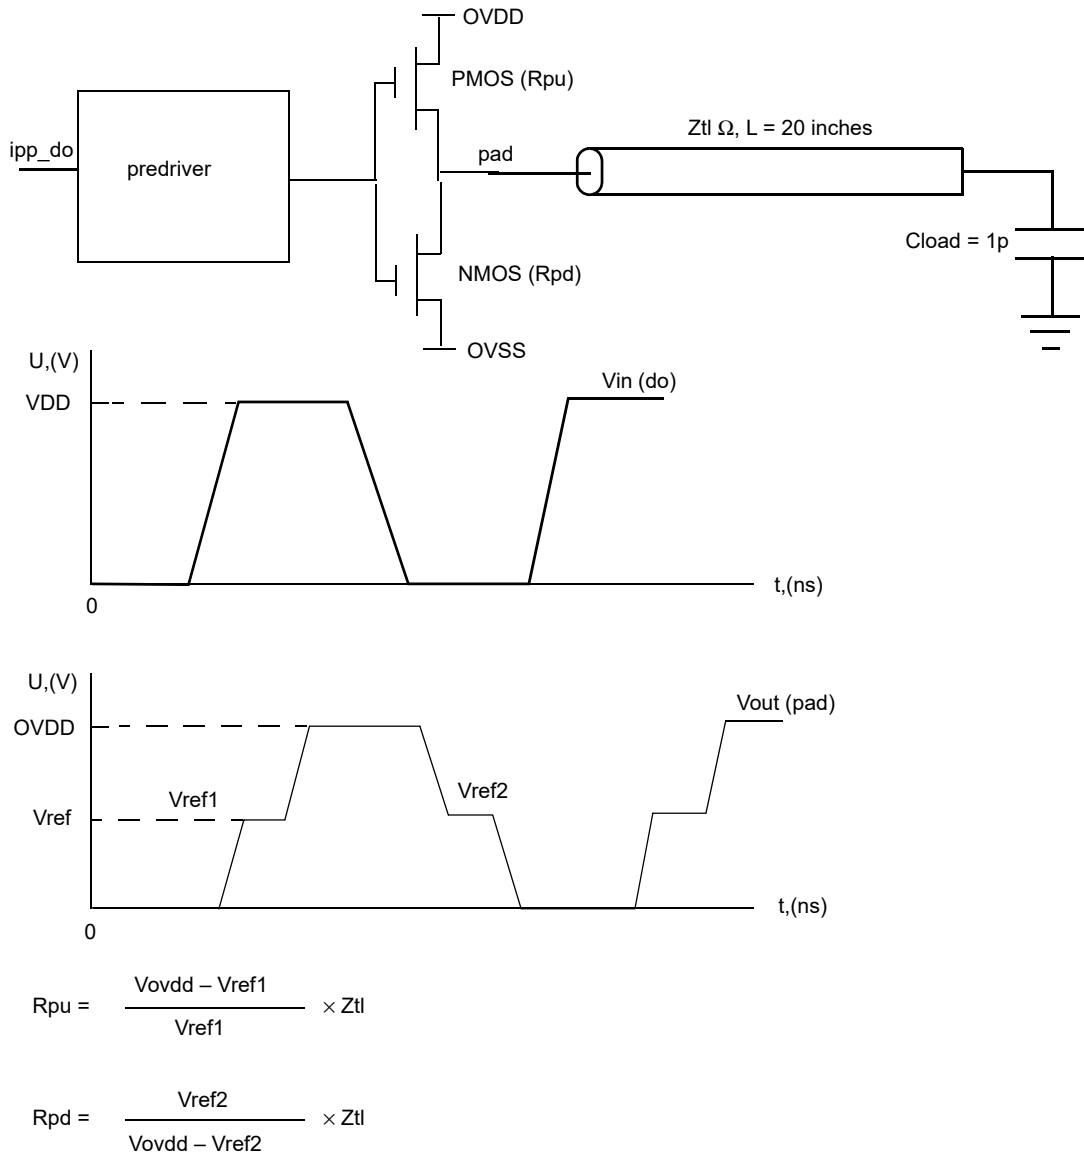 OVDD
PMOS (Rpu)
ipp_do
predriver
pad
Ztl Ω, L = 20 inches
Cload = 1p
NMOS (Rpd)
OVSS
U,(V)
VDD
Vin (do)
t,(ns)
0
U,(V)
OVDD
Vout (pad)
Vref1
Vref2
Vref
t,(ns)
0
Vovdd – Vref1
Rpu = × Ztl
Vref1
Vref2
Rpd = × Ztl
Vovdd – Vref2